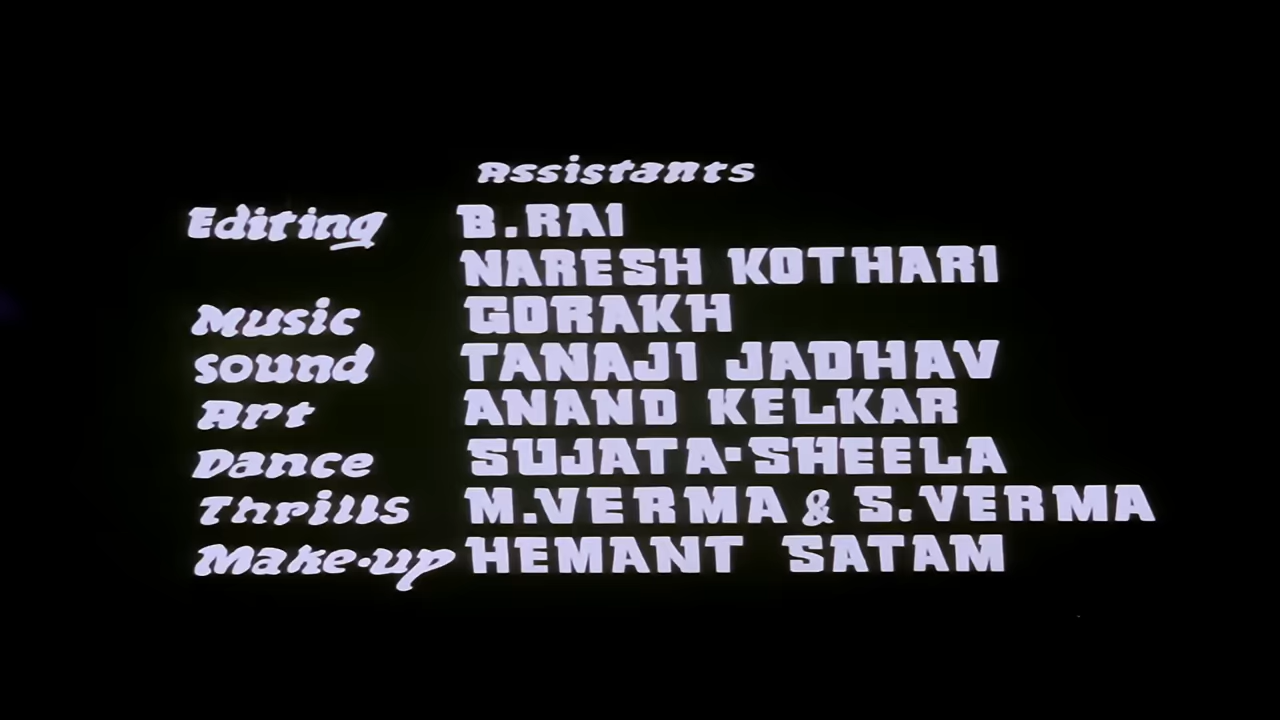 Assistants
Editing B.RAI
NARESH KOTHARI
Music GORAKH
sound TANAJI JADHAV
Art ANAND KELKAR
Dance SUJATA-SHEELA
Thrills M.VERMA & S.VERMA
Make-up HEMANT SATAM